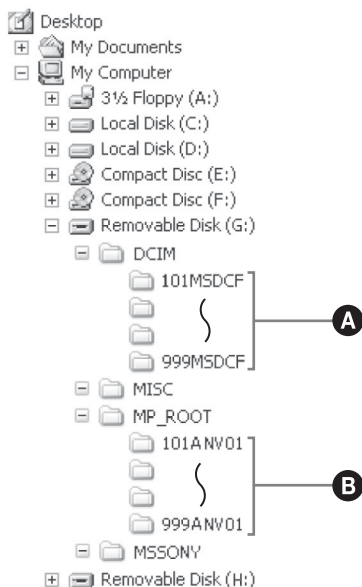 Desktop
My Documents
My Computer
3½ Floppy (A:)
Local Disk (C:)
Local Disk (D:)
Compact Disc (E:)
Compact Disc (F:)
Removable Disk (G:)
DCIM
101MSDCF
A
999MSDCF
MISC
MP_ROOT
101ANV01
B
999ANV01
MSSONY
Removable Disk (H:)